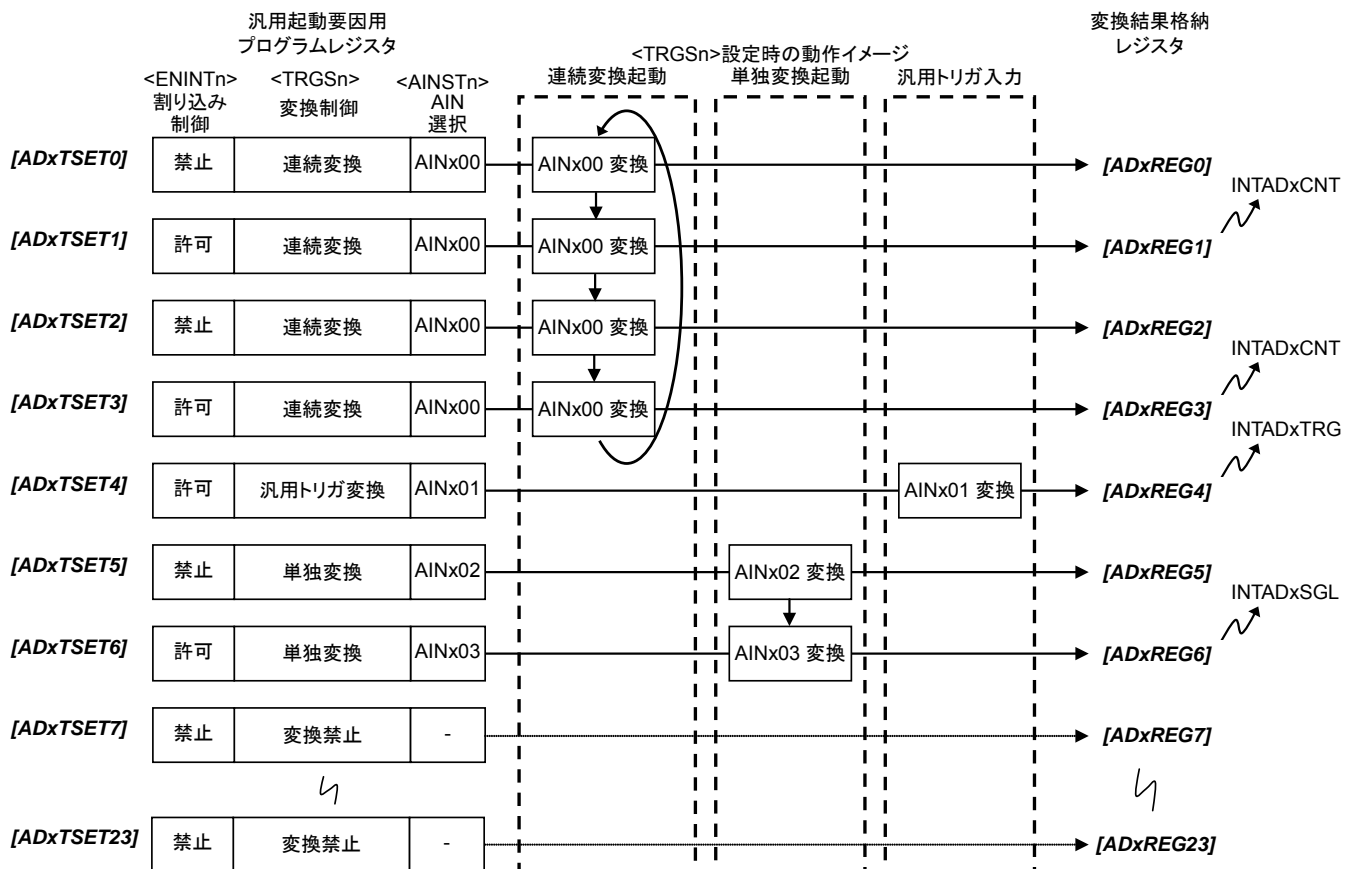 汎用起動要因用
プログラムレジスタ
変換結果格納
レジスタ
<TRGSn>設定時の動作イメージ
<ENINTn>
割り込み
制御
<TRGSn>
変換制御
<AINSTn>
AIN
選択
連続変換起動
単独変換起動
汎用トリガ入力
[ADxTSET0] 禁止 連続変換 AINx00 AINx00 変換 [ADxREG0]
INTADxCNT
[ADxTSET1] 許可 連続変換 AINx00 AINx00 変換 [ADxREG1]
[ADxTSET2] 禁止 連続変換 AINx00 AINx00 変換 [ADxREG2]
INTADxCNT
[ADxTSET3] 許可 連続変換 AINx00 AINx00 変換 [ADxREG3]
INTADxTRG
[ADxTSET4] 許可 汎用トリガ変換 AINx01 AINx01 変換 [ADxREG4]
[ADxTSET5] 禁止 単独変換 AINx02 AINx02 変換 [ADxREG5]
INTADxSGL
[ADxTSET6] 許可 単独変換 AINx03 AINx03 変換 [ADxREG6]
[ADxTSET7] 禁止 変換禁止 - [ADxREG7]
[ADxTSET23] 禁止 変換禁止 - [ADxREG23]